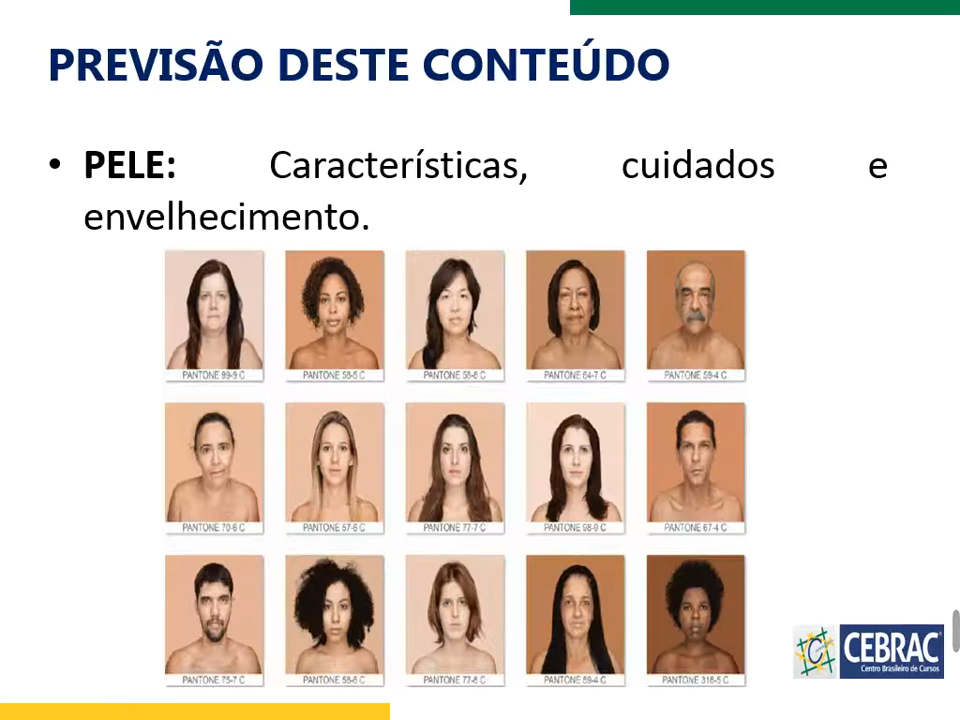 PREVISÃO DESTE CONTEÚDO
• PELE: Características, cuidados e
envelhecimento.
PANTONE 99-9 C PANTONE 58-5 C PANTONE 58-6 C PANTONE 64-7 C PANTONE 59-4 C
PANTONE 70-6 C PANTONE 57-6 C PANTONE 77-7 C PANTONE 98-9 C PANTONE 67-4 C
PANTONE 75-7 C PANTONE 58-6 C PANTONE 77-8 C PANTONE 59-4 C PANTONE 316-5 C
CEBRAC
Centro Brasileiro de Cursos